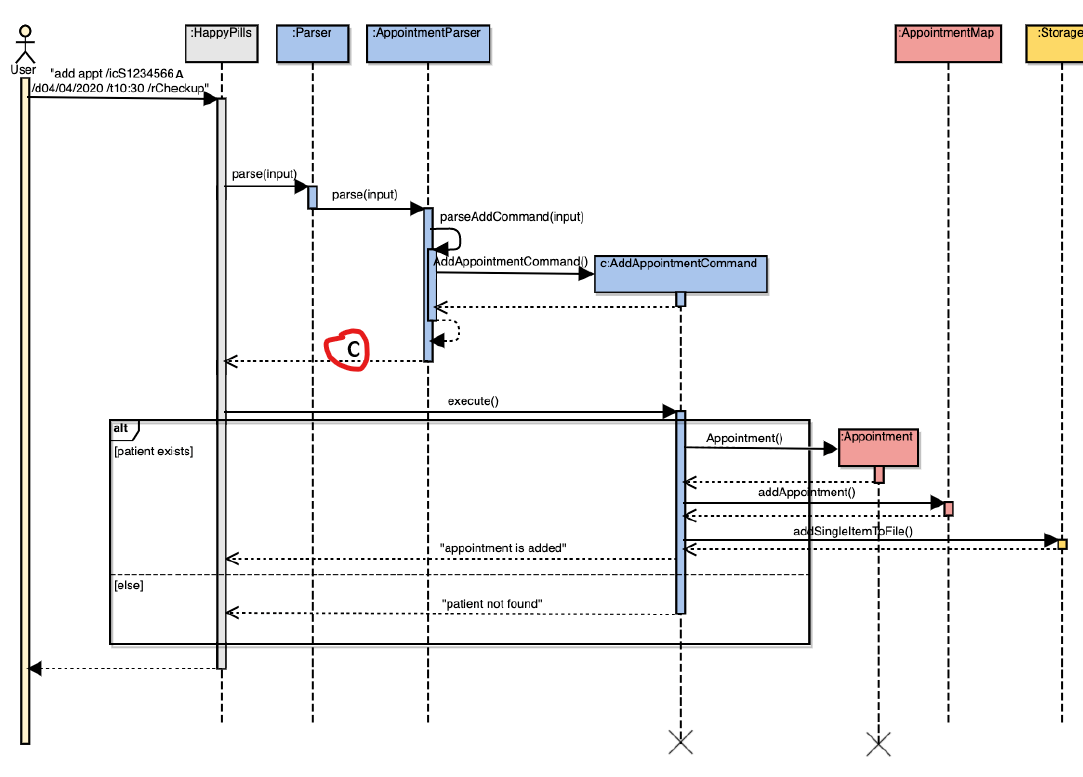 :HappyPills
:Parser
:AppointmentParser
:AppointmentMap
:Storage
User
"add appt /icS1234566A
/d04/04/2020 /t10:30 /rCheckup"
parse(input)
parse(input)
parseAddCommand(input)
AddAppointmentCommand()
c:AddAppointmentCommand
C
execute()
alt
[patient exists]
Appointment()
:Appointment
addAppointment()
addSingleItemToFile()
"appointment is added"
[else]
"patient not found"